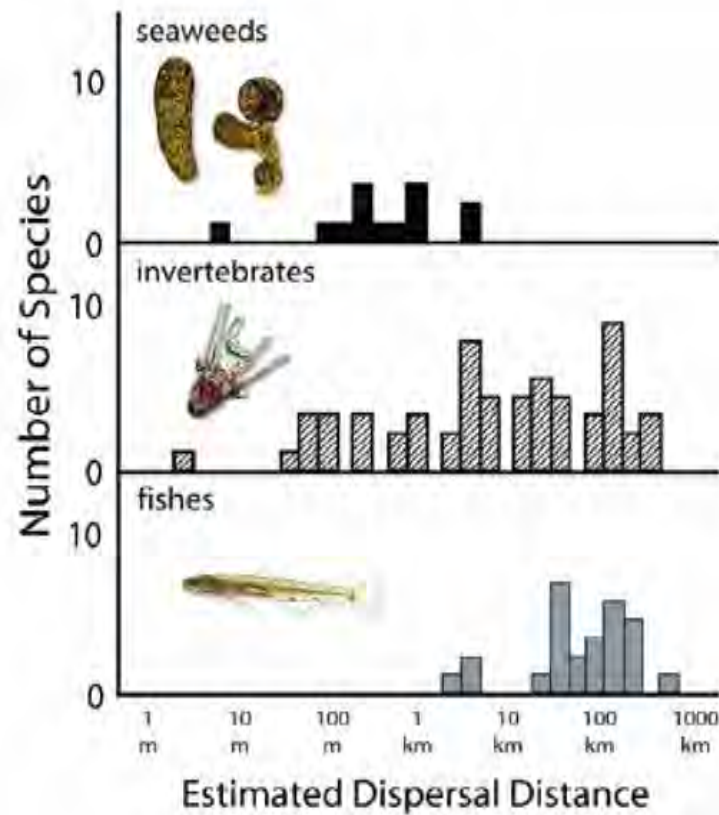 seaweeds
10
0
invertebrates
10
0
fishes
10
0
Number of Species
1 10 100 1 10 100 1000
m m m km km km km
Estimated Dispersal Distance